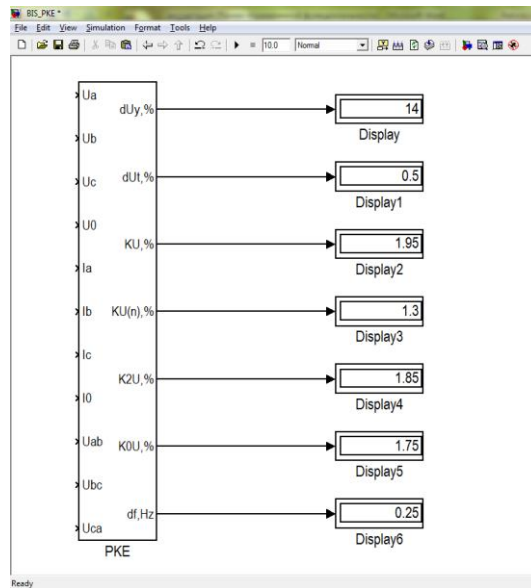 BIS_PKE *
File Edit View Simulation Format Tools Help
10.0 Normal
Ua
dUy,%
14
Display
Ub
Uc
dUt,%
0.5
Display1
U0
KU,%
1.95
Display2
Ia
Ib
KU(n),%
1.3
Display3
Ic
I0
K2U,%
1.85
Display4
Uab
K0U,%
1.75
Display5
Ubc
Uca
df,Hz
0.25
Display6
PKE
Ready